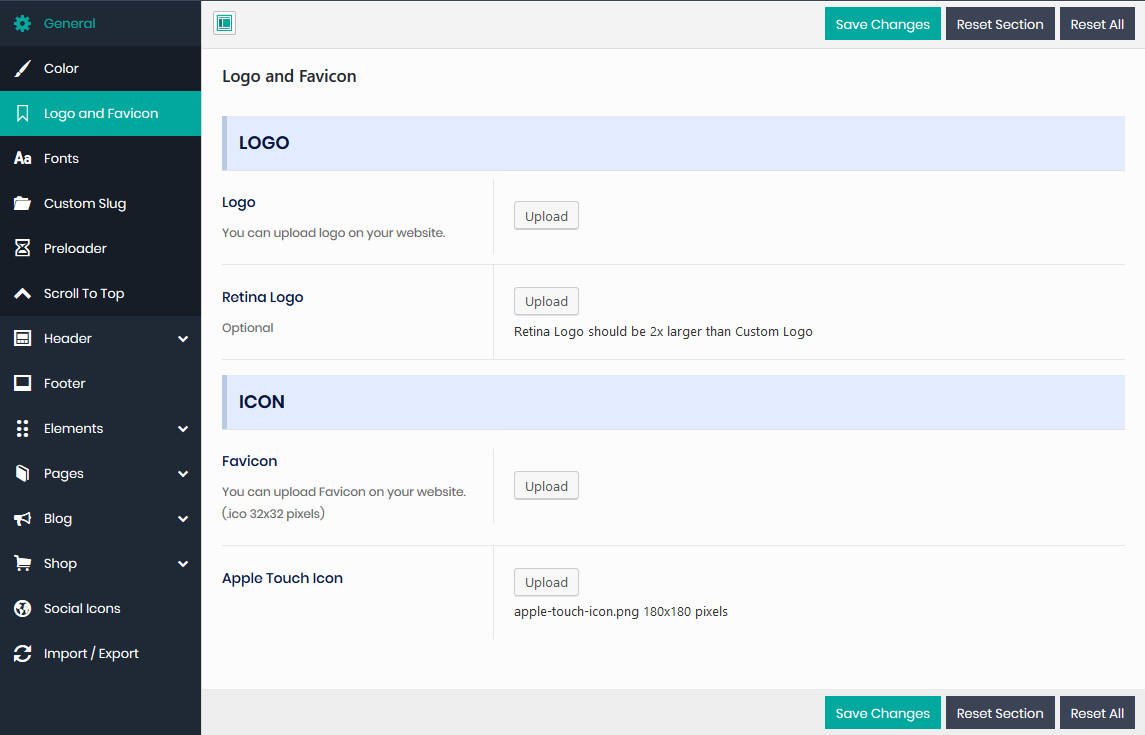 General
Color
Logo and Favicon
Aa Fonts
Custom Slug
Preloader
Scroll To Top
Header
Footer
Elements
Pages
Blog
Shop
Social Icons
Import / Export
Save Changes Reset Section Reset All
Logo and Favicon
LOGO
Logo
You can upload logo on your website.
Upload
Retina Logo
Optional
Upload
Retina Logo should be 2x larger than Custom Logo
ICON
Favicon
You can upload Favicon on your website.
(.ico 32x32 pixels)
Upload
Apple Touch Icon
Upload
apple-touch-icon.png 180x180 pixels
Save Changes Reset Section Reset All